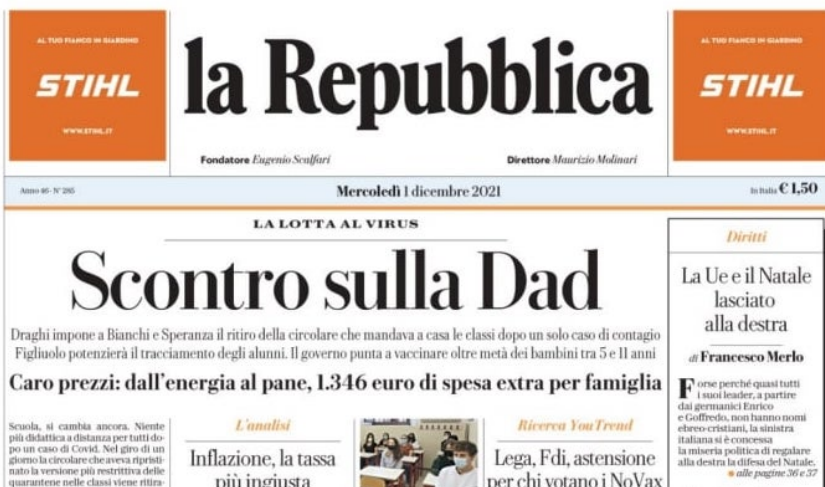 AL TUO FIANCO IN GIARDINO
STIHL
WWW.STIHL.IT
la Repubblica
Fondatore Eugenio Scalfari
Direttore Maurizio Molinari
AL TUO FIANCO IN GIARDINO
STIHL
WWW.STIHL.IT
Anno 46 - N° 285
Mercoledì 1 dicembre 2021
In Italia € 1,50
LA LOTTA AL VIRUS
Scontro sulla Dad
Draghi impone a Bianchi e Speranza il ritiro della circolare che mandava a casa le classi dopo un solo caso di contagio
Figliuolo potenzierà il tracciamento degli alunni. Il governo punta a vaccinare oltre metà dei bambini tra 5 e 11 anni
Caro prezzi: dall'energia al pane, 1.346 euro di spesa extra per famiglia
Scuola, si cambia ancora. Niente
più didattica a distanza per tutti do-
po un caso di Covid. Nel giro di un
giorno la circolare che aveva ripristi-
nato la versione più restrittiva delle
quarantene nelle classi viene ritira-
L'analisi
Inflazione, la tassa
più ingiusta
Ricerca YouTrend
Lega, Fdi, astensione
per chi votano i NoVax
Diritti
La Ue e il Natale
lasciato
alla destra
di Francesco Merlo
Forse perché quasi tutti
i suoi leader, a partire
dai germanici Enrico
e Goffredo, non hanno nomi
ebreo-cristiani, la sinistra
italiana si è concessa
la miseria politica di regalare
alla destra la difesa del Natale.
alle pagine 36 e 37